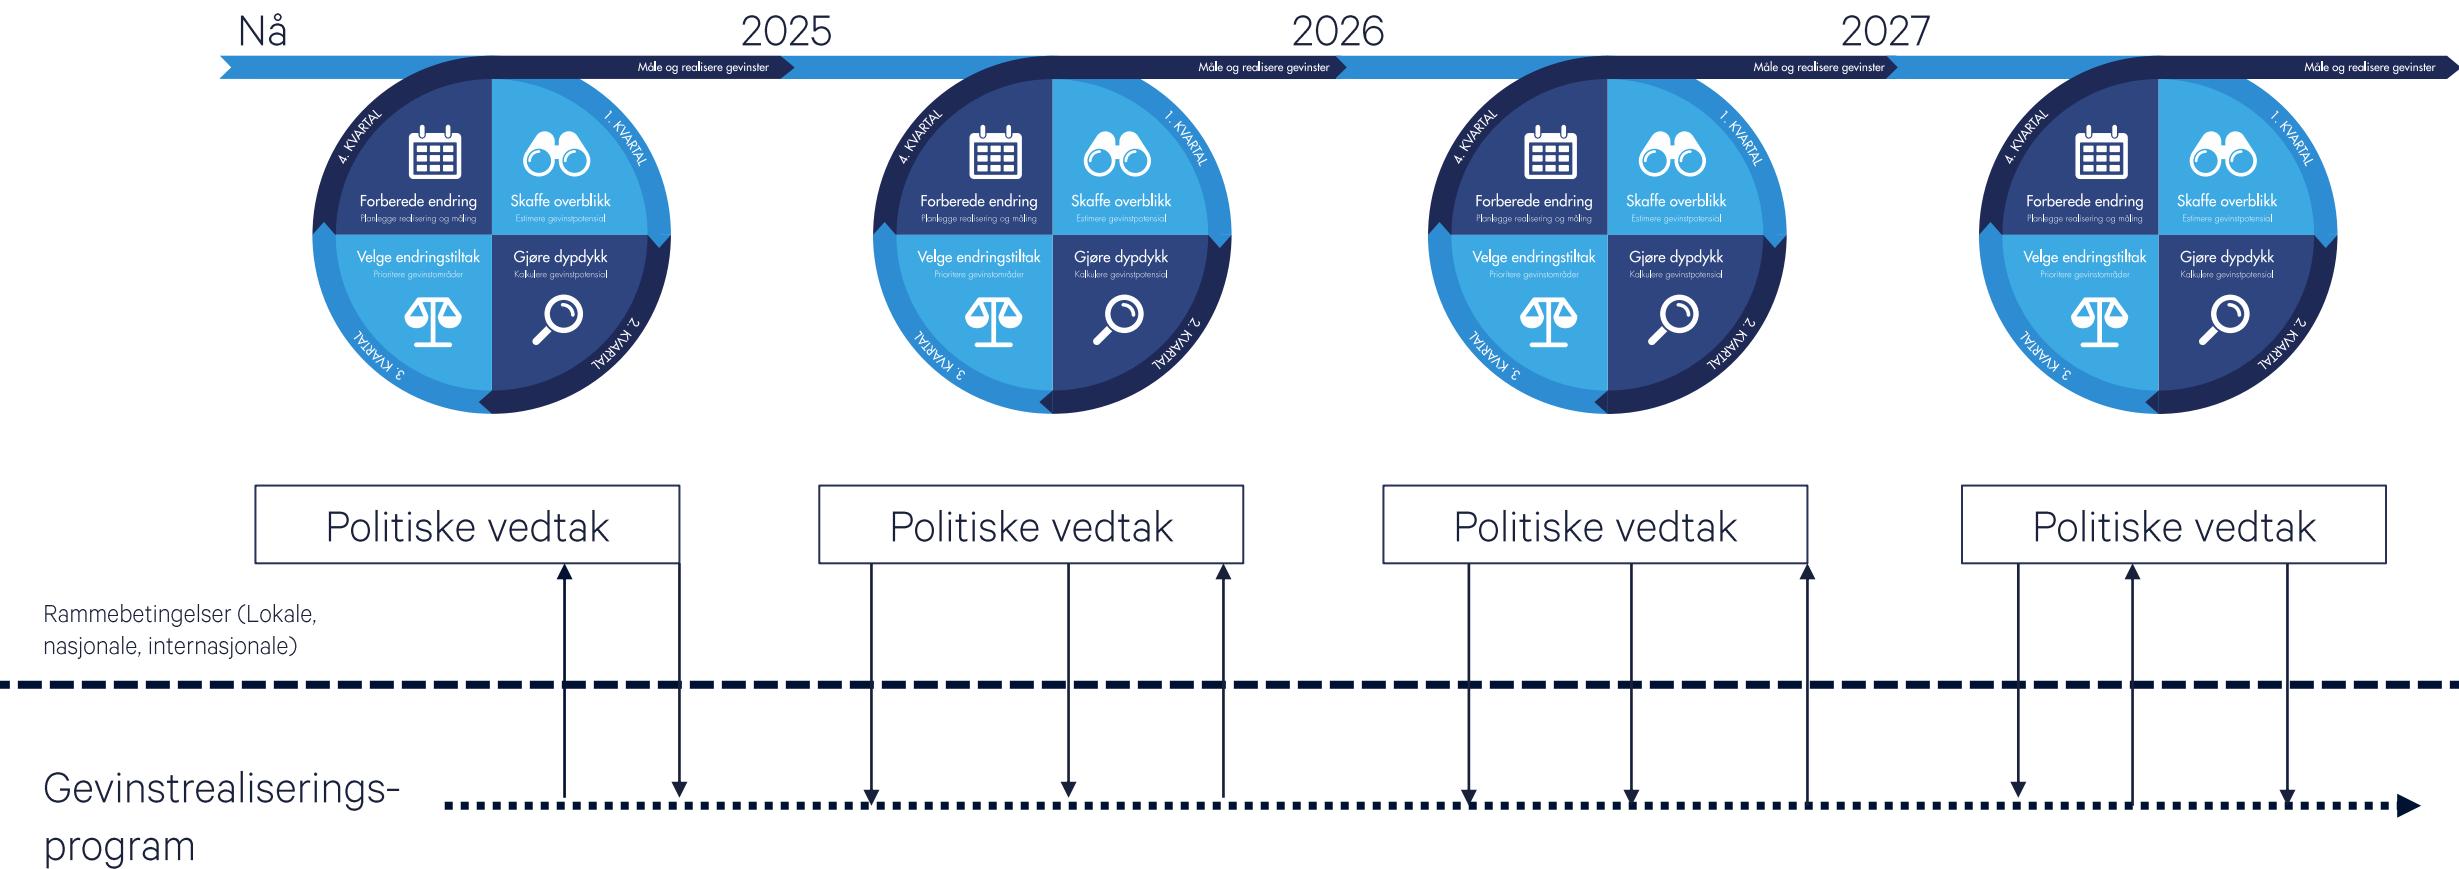 Nå
2025
2026
2027
Måle og realisere gevinster
Måle og realisere gevinster
Måle og realisere gevinster
Måle og realisere gevinster
4. KVARTAL
1. KVARTAL
Forberede endring
Planlegge realisering og måling
Skaffe overblikk
Estimere gevinstpotensial
Velge endringstiltak
Prioritere gevinstområder
Gjøre dypdykk
Kalkulere gevinstpotensial
3. KVARTAL
2. KVARTAL
4. KVARTAL
1. KVARTAL
Forberede endring
Planlegge realisering og måling
Skaffe overblikk
Estimere gevinstpotensial
Velge endringstiltak
Prioritere gevinstområder
Gjøre dypdykk
Kalkulere gevinstpotensial
3. KVARTAL
2. KVARTAL
4. KVARTAL
1. KVARTAL
Forberede endring
Planlegge realisering og måling
Skaffe overblikk
Estimere gevinstpotensial
Velge endringstiltak
Prioritere gevinstområder
Gjøre dypdykk
Kalkulere gevinstpotensial
3. KVARTAL
2. KVARTAL
4. KVARTAL
1. KVARTAL
Forberede endring
Planlegge realisering og måling
Skaffe overblikk
Estimere gevinstpotensial
Velge endringstiltak
Prioritere gevinstområder
Gjøre dypdykk
Kalkulere gevinstpotensial
3. KVARTAL
2. KVARTAL
Politiske vedtak
Politiske vedtak
Politiske vedtak
Politiske vedtak
Rammebetingelser (Lokale,
nasjonale, internasjonale)
Gevinstrealiserings-
program